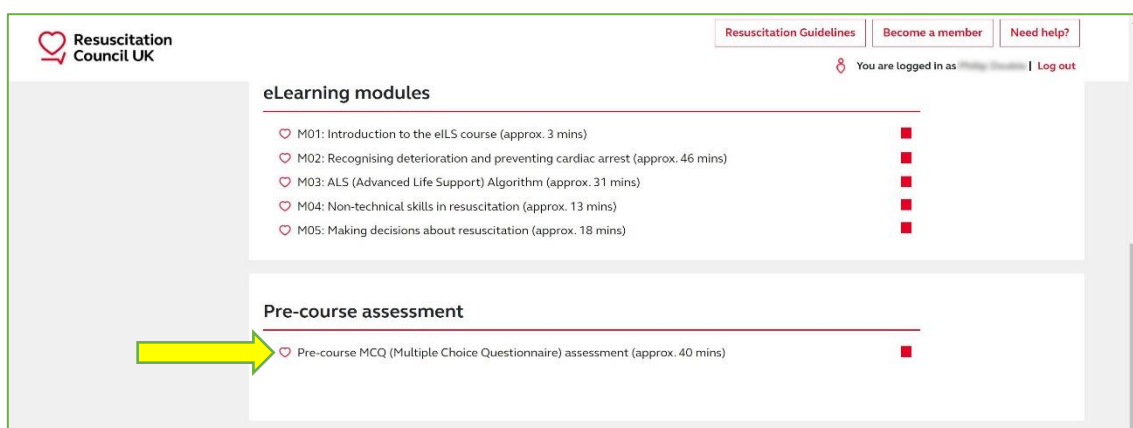 Resuscitation
Council UK
Resuscitation Guidelines
Become a member
Need help?
You are logged in as | Log out
eLearning modules
M01: Introduction to the eILS course (approx. 3 mins)
M02: Recognising deterioration and preventing cardiac arrest (approx. 46 mins)
M03: ALS (Advanced Life Support) Algorithm (approx. 31 mins)
M04: Non-technical skills in resuscitation (approx. 13 mins)
M05: Making decisions about resuscitation (approx. 18 mins)
Pre-course assessment
Pre-course MCQ (Multiple Choice Questionnaire) assessment (approx. 40 mins)